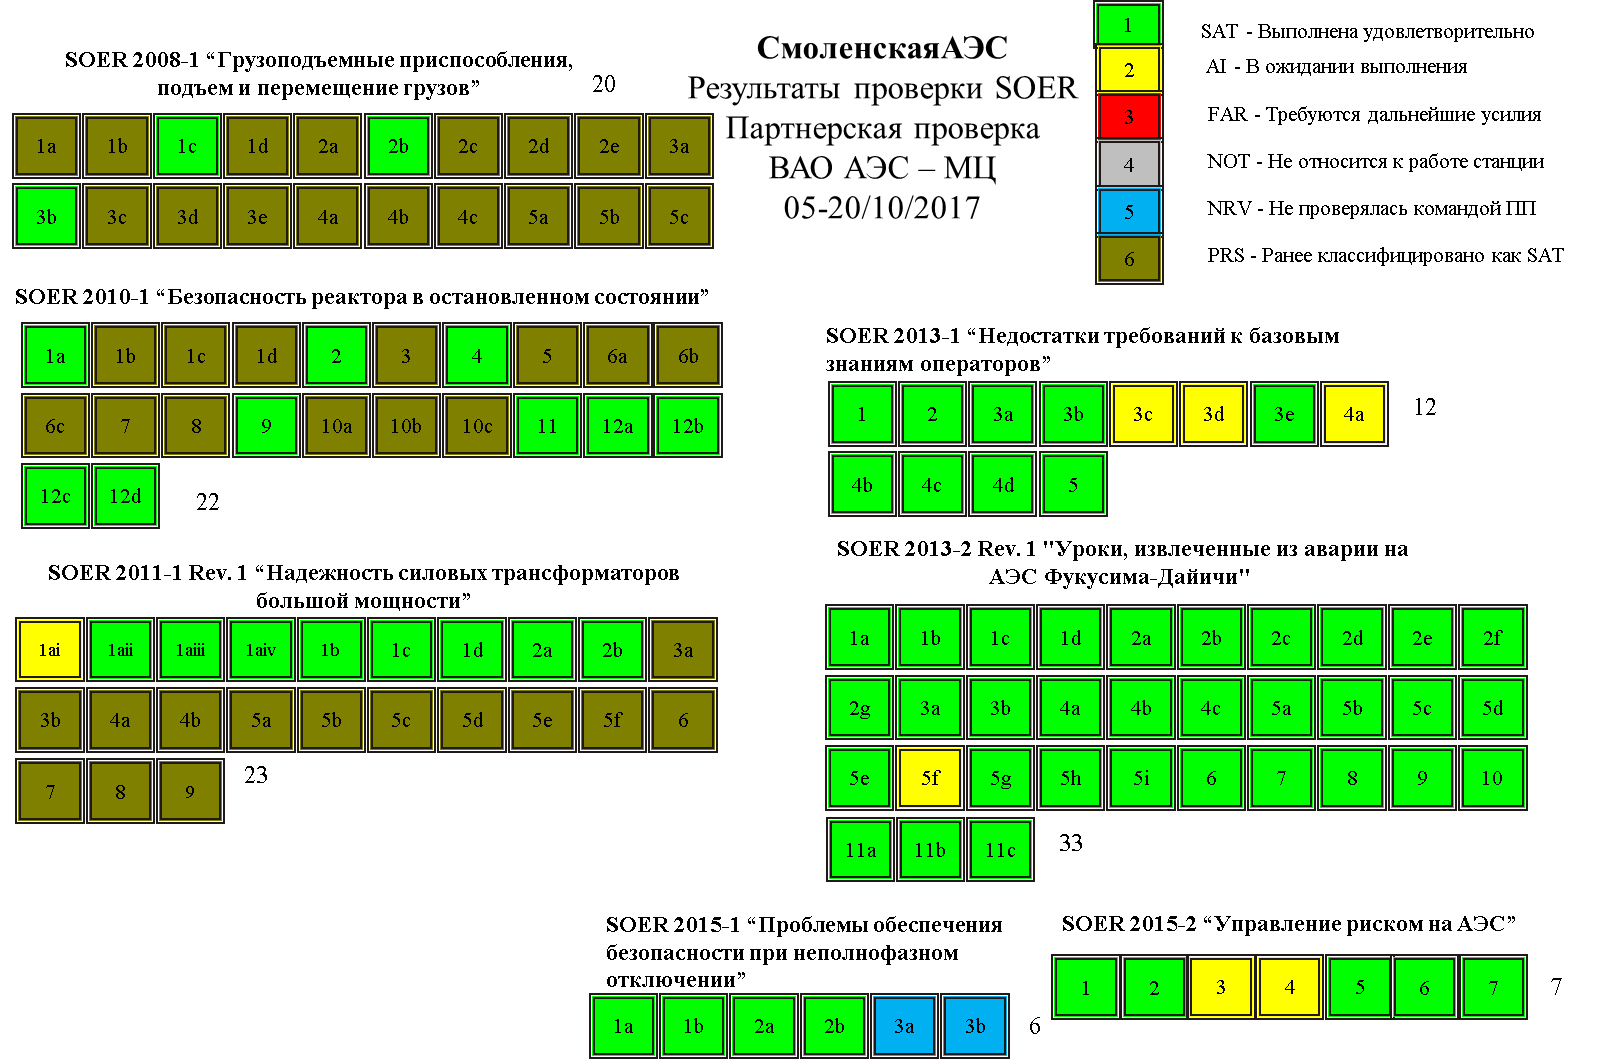 SOER 2008-1 “Грузоподъемные приспособления,
подъем и перемещение грузов”
20
1a 1b 1c 1d 2a 2b 2c 2d 2e 3a
3b 3c 3d 3e 4a 4b 4c 5a 5b 5c
СмоленскаяАЭС
Результаты проверки SOER
Партнерская проверка
ВАО АЭС – МЦ
05-20/10/2017
1 SAT - Выполнена удовлетворительно
2 AI - В ожидании выполнения
3 FAR - Требуются дальнейшие усилия
4 NOT - Не относится к работе станции
5 NRV - Не проверялась командой ПП
6 PRS - Ранее классифицировано как SAT
SOER 2010-1 “Безопасность реактора в остановленном состоянии”
1a 1b 1c 1d 2 3 4 5 6a 6b
6c 7 8 9 10a 10b 10c 11 12a 12b
12c 12d
22
SOER 2013-1 “Недостатки требований к базовым
знаниям операторов”
1 2 3a 3b 3c 3d 3e 4a
12
4b 4c 4d 5
SOER 2011-1 Rev. 1 “Надежность силовых трансформаторов
большой мощности”
1ai 1aii 1aiii 1aiv 1b 1c 1d 2a 2b 3a
3b 4a 4b 5a 5b 5c 5d 5e 5f 6
7 8 9
23
SOER 2013-2 Rev. 1 "Уроки, извлеченные из аварии на
АЭС Фукусима-Дайичи"
1a 1b 1c 1d 2a 2b 2c 2d 2e 2f
2g 3a 3b 4a 4b 4c 5a 5b 5c 5d
5e 5f 5g 5h 5i 6 7 8 9 10
11a 11b 11c
33
SOER 2015-1 “Проблемы обеспечения
безопасности при неполнофазном
отключении”
1a 1b 2a 2b 3a 3b
6
SOER 2015-2 “Управление риском на АЭС”
1 2 3 4 5 6 7
7